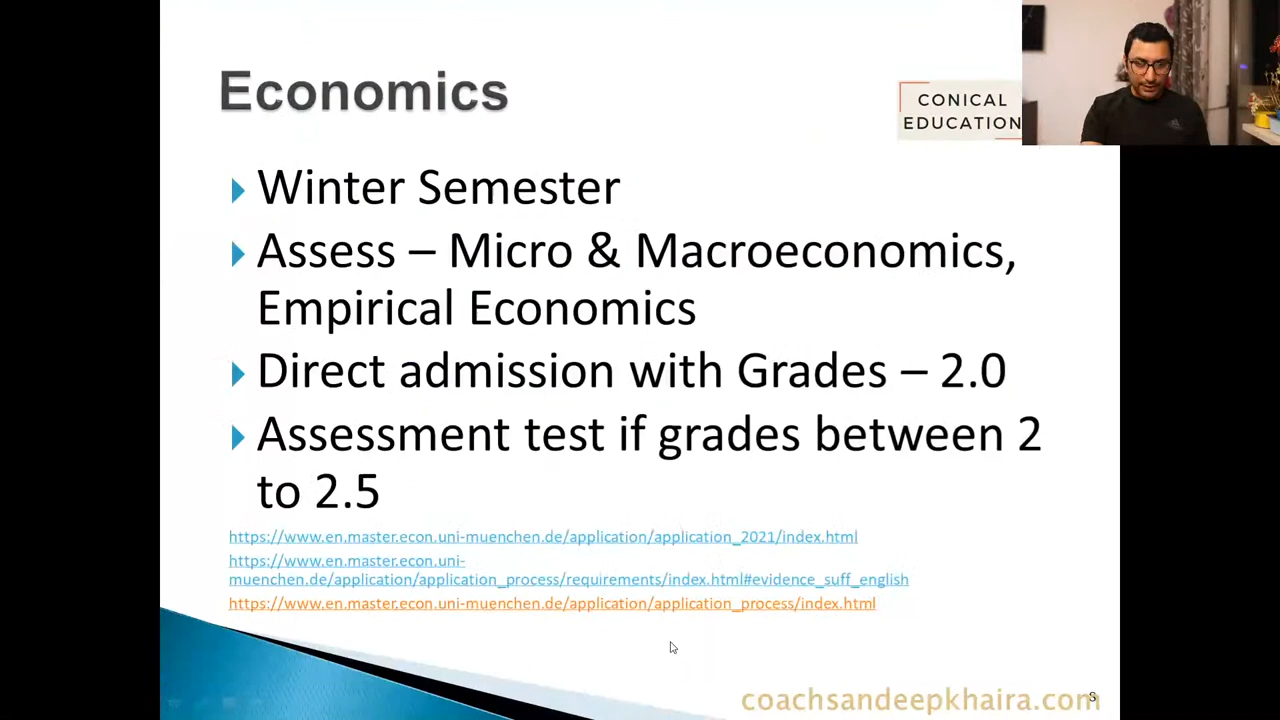 Economics
CONICAL
EDUCATION
Winter Semester
Assess – Micro & Macroeconomics,
Empirical Economics
Direct admission with Grades – 2.0
Assessment test if grades between 2
to 2.5
https://www.en.master.econ.uni-muenchen.de/application/application_2021/index.html
https://www.en.master.econ.uni-
muenchen.de/application/application_process/requirements/index.html#evidence_suff_english
https://www.en.master.econ.uni-muenchen.de/application/application_process/index.html
coachsandeepkhaira.com